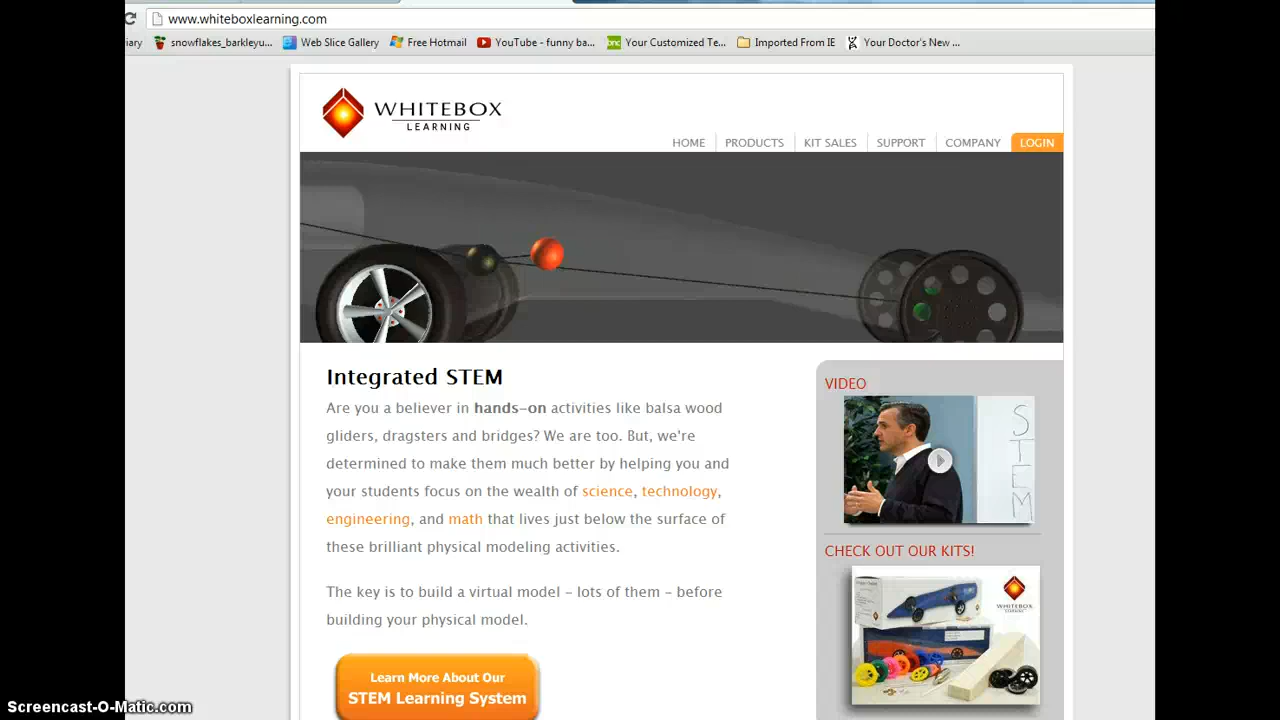 www.whiteboxlearning.com
iary
snowflakes_barkleyu...
Web Slice Gallery
Free Hotmail
YouTube - funny ba...
Your Customized Te...
Imported From IE
Your Doctor's New ...
WHITEBOX
LEARNING
HOME
PRODUCTS
KIT SALES
SUPPORT
COMPANY
LOGIN
Integrated STEM
Are you a believer in hands-on activities like balsa wood
gliders, dragsters and bridges? We are too. But, we're
determined to make them much better by helping you and
your students focus on the wealth of science, technology,
engineering, and math that lives just below the surface of
these brilliant physical modeling activities.
The key is to build a virtual model - lots of them - before
building your physical model.
Learn More About Our
STEM Learning System
VIDEO
STEM
CHECK OUT OUR KITS!
WHITEBOX
Screencast-O-Matic.com